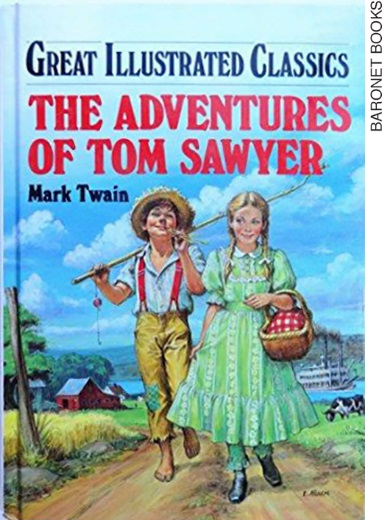 GREAT ILLUSTRATED CLASSICS
THE ADVENTURES
OF TOM SAWYER
Mark Twain
BARONET BOOKS